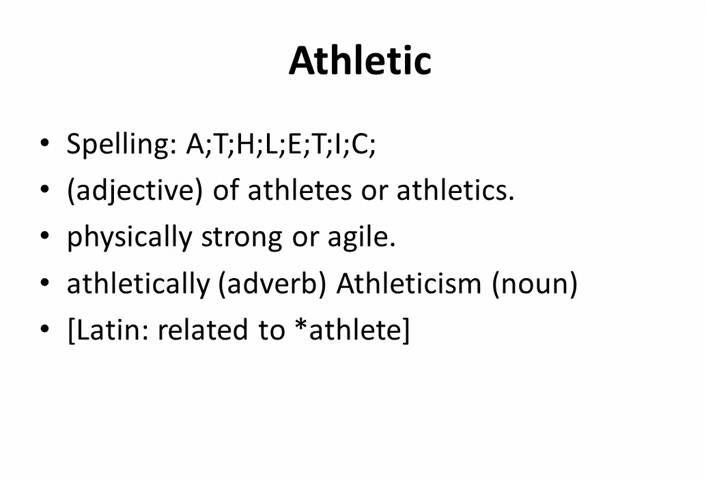 Athletic
• Spelling: A;T;H;L;E;T;I;C;
• (adjective) of athletes or athletics.
• physically strong or agile.
• athletically (adverb) Athleticism (noun)
• [Latin: related to *athlete]